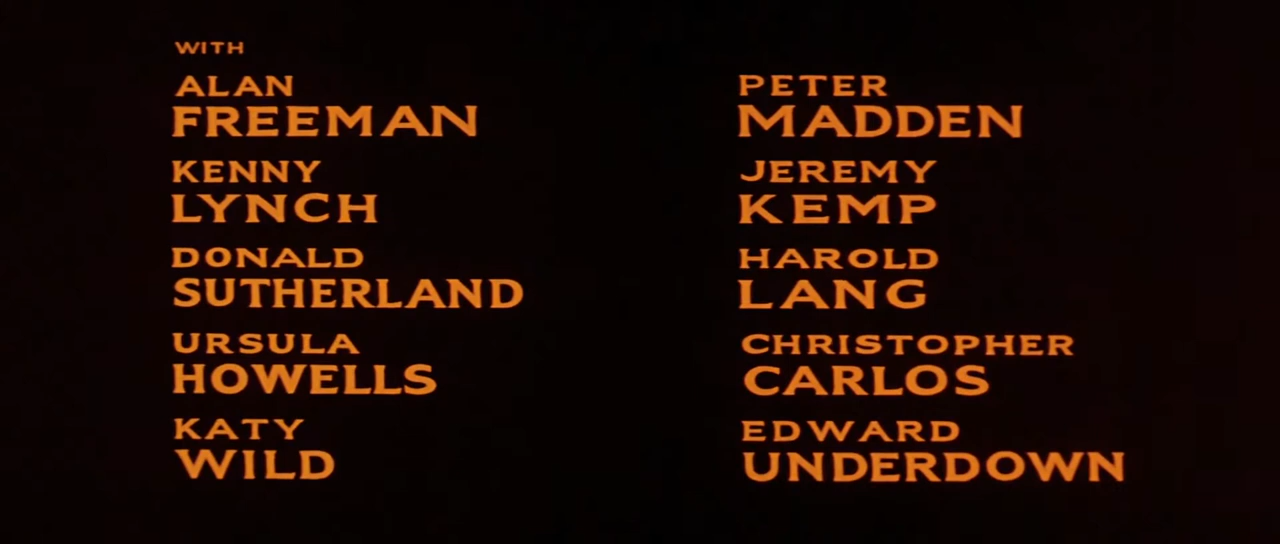 WITH
ALAN
FREEMAN
KENNY
LYNCH
DONALD
SUTHERLAND
URSULA
HOWELLS
KATY
WILD
PETER
MADDEN
JEREMY
KEMP
HAROLD
LANG
CHRISTOPHER
CARLOS
EDWARD
UNDERDOWN